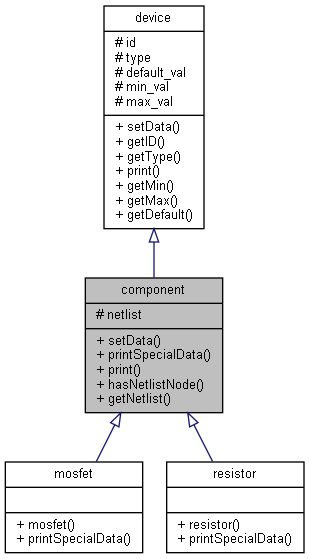 device
# id
# type
# default_val
# min_val
# max_val
+ setData()
+ getID()
+ getType()
+ print()
+ getMin()
+ getMax()
+ getDefault()
component
# netlist
+ setData()
+ printSpecialData()
+ print()
+ hasNetlistNode()
+ getNetlist()
mosfet
+ mosfet()
+ printSpecialData()
resistor
+ resistor()
+ printSpecialData()